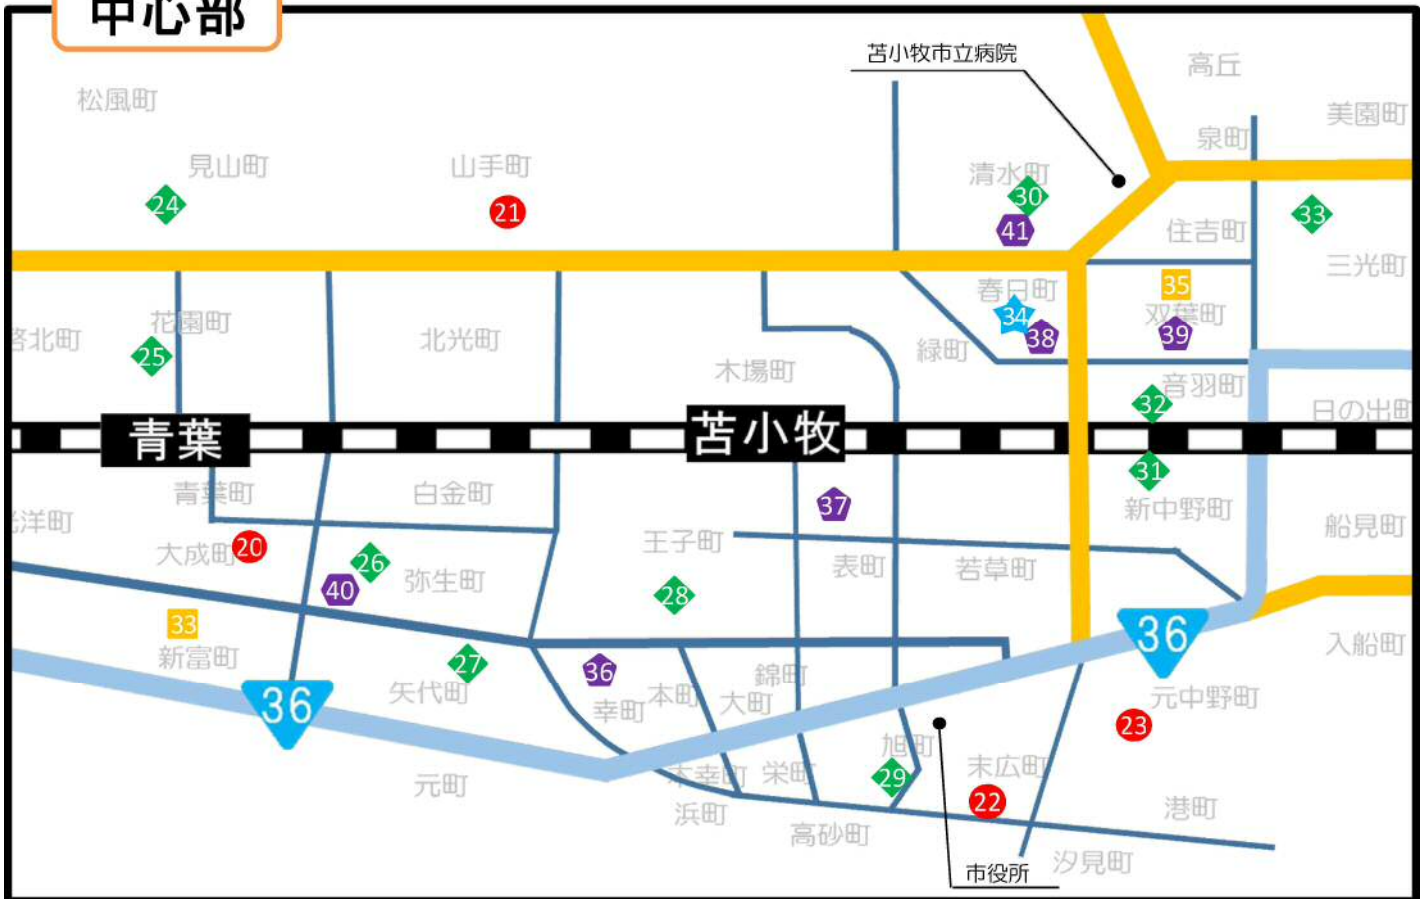 中心部
苫小牧市立病院
高丘
松風町
美園町
泉町
見山町
山手町
清水町
24
21
30
33
41
住吉町
三光町
35
春日町
花園町
34
双葉町
啓北町
25
北光町
38
39
緑町
木場町
音羽町
32
日の出町
青葉
苫小牧
31
青葉町
白金町
37
新中野町
光洋町
船見町
大成町
20
王子町
26
弥生町
表町
若草町
40
28
33
36
新富町
入船町
27
36
錦町
矢代町
本町
大町
元中野町
36
幸町
23
旭町
末広町
元町
本幸町
栄町
29
22
浜町
港町
高砂町
汐見町
市役所